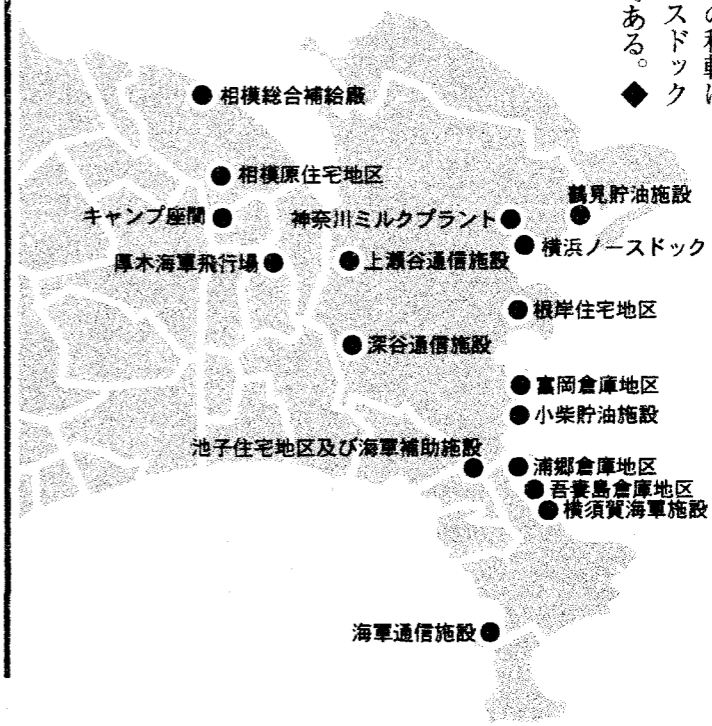 スドック
ある。◆
相模総合補給廠
相模原住宅地区
鶴見貯油施設
キャンプ座間
神奈川ミルクプラント
横浜ノースドック
厚木海軍飛行場
上瀬谷通信施設
根岸住宅地区
深谷通信施設
富岡倉庫地区
小柴貯油施設
池子住宅地区及び海軍補助施設
浦郷倉庫地区
吾妻島倉庫地区
横須賀海軍施設
海軍通信施設